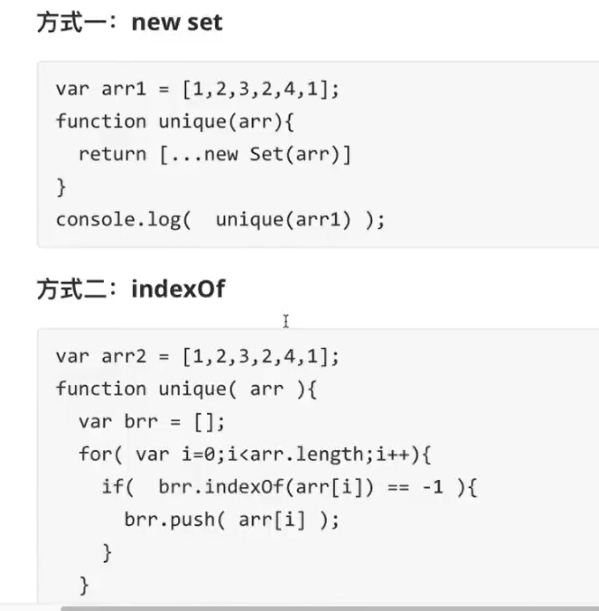 方式一：new set
var arr1 = [1,2,3,2,4,1];
function unique(arr){
  return [...new Set(arr)]
}
console.log(  unique(arr1) );
方式二：indexOf
var arr2 = [1,2,3,2,4,1];
function unique( arr ){
  var brr = [];
  for( var i=0;i<arr.length;i++){
    if(  brr.indexOf(arr[i]) == -1 ){
      brr.push( arr[i] );
    }
  }